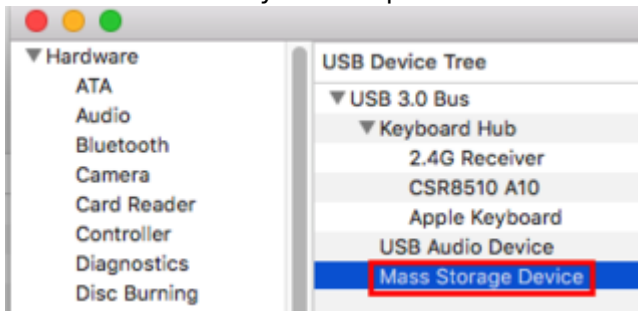 Hardware
ATA
Audio
Bluetooth
Camera
Card Reader
Controller
Diagnostics
Disc Burning
USB Device Tree
USB 3.0 Bus
Keyboard Hub
2.4G Receiver
CSR8510 A10
Apple Keyboard
USB Audio Device
Mass Storage Device